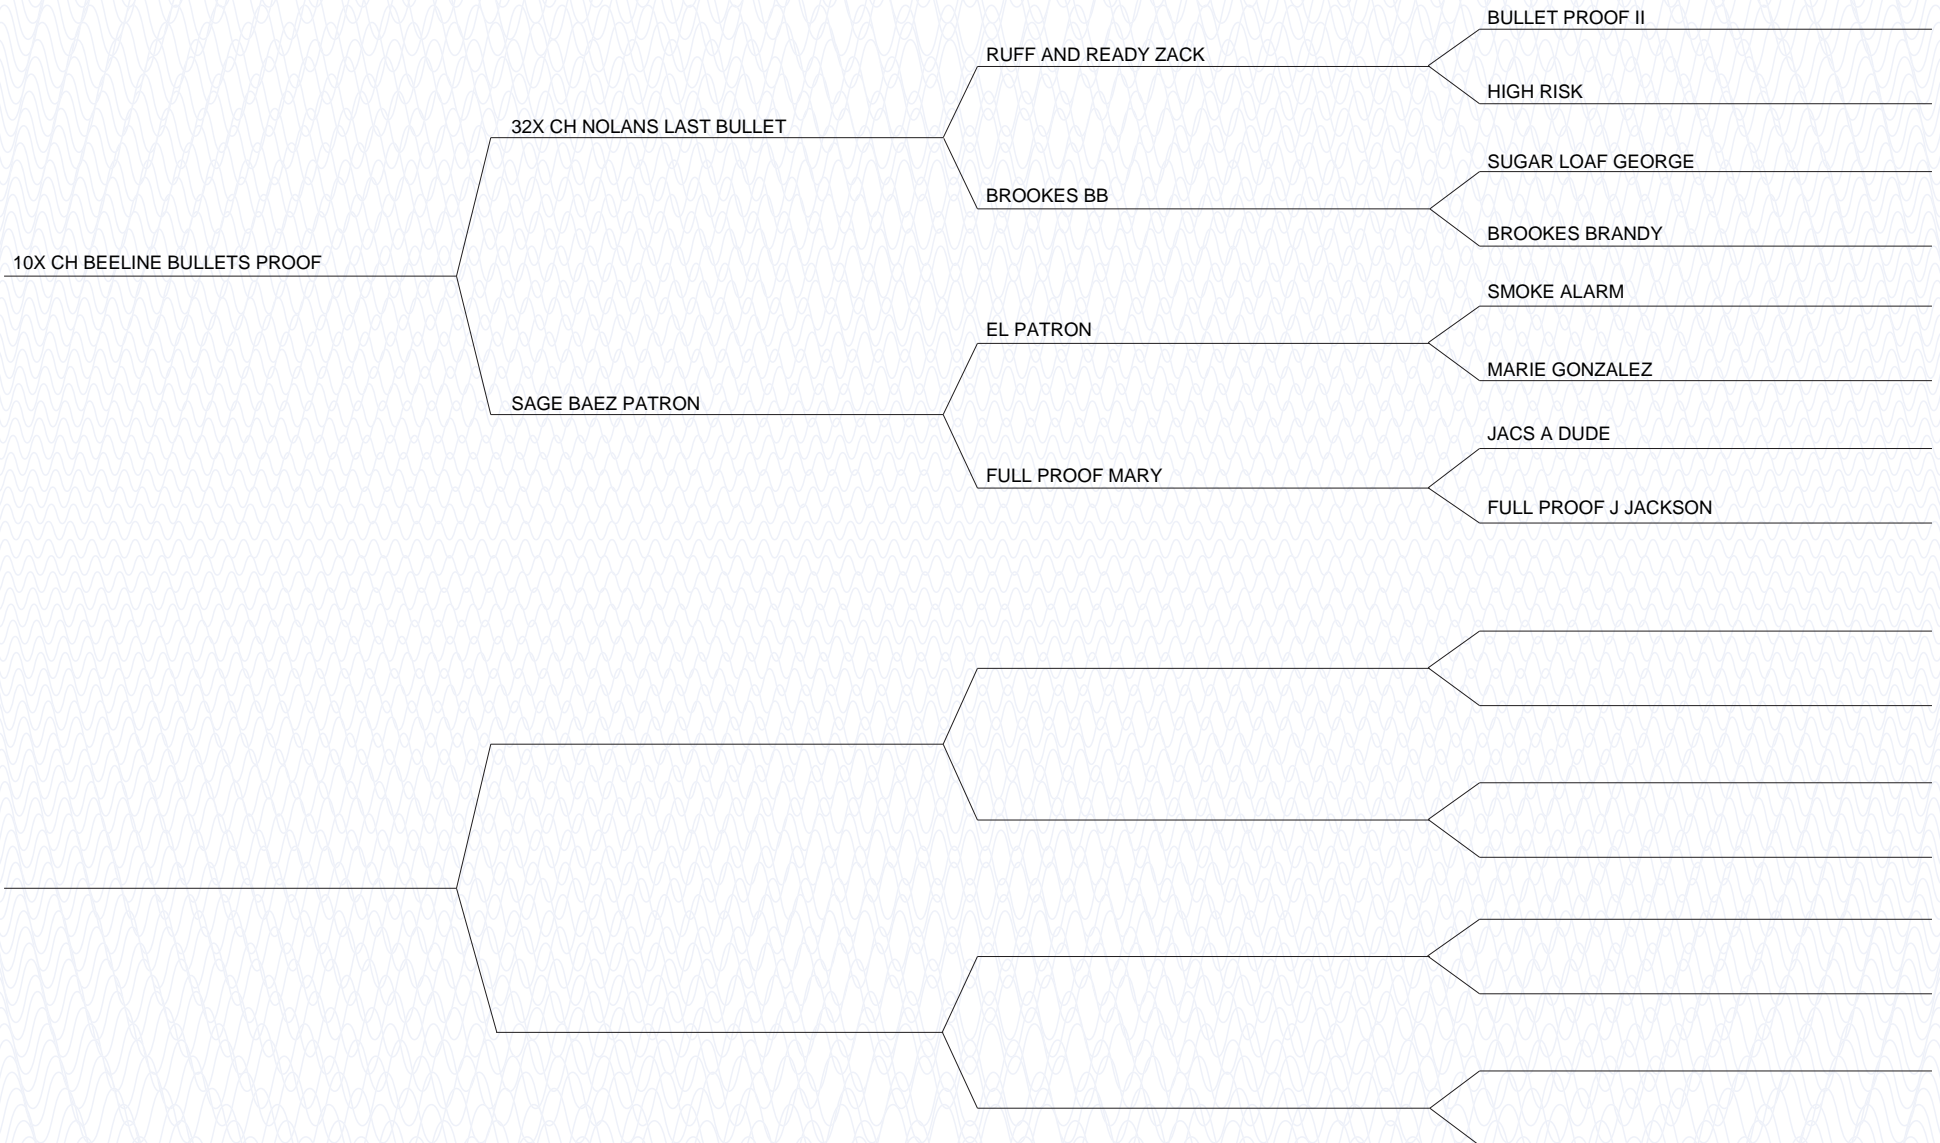 BULLET PROOF II
RUFF AND READY ZACK
HIGH RISK
32X CH NOLANS LAST BULLET
SUGAR LOAF GEORGE
BROOKES BB
BROOKES BRANDY
10X CH BEELINE BULLETS PROOF
SMOKE ALARM
EL PATRON
MARIE GONZALEZ
SAGE BAEZ PATRON
JACS A DUDE
FULL PROOF MARY
FULL PROOF J JACKSON